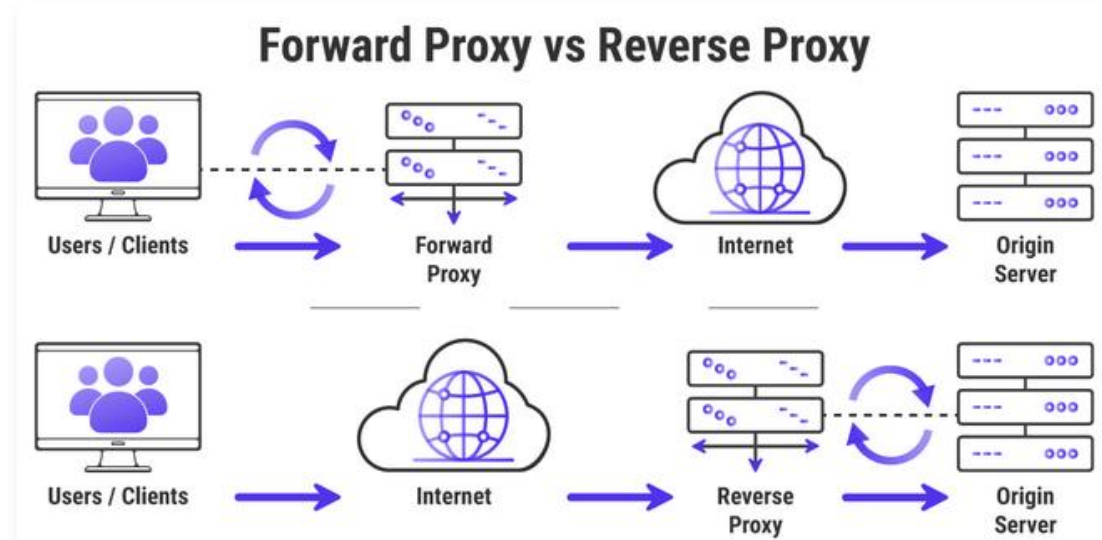 Forward Proxy vs Reverse Proxy
Users / Clients
Forward
Proxy
Internet
Origin
Server
Users / Clients
Internet
Reverse
Proxy
Origin
Server